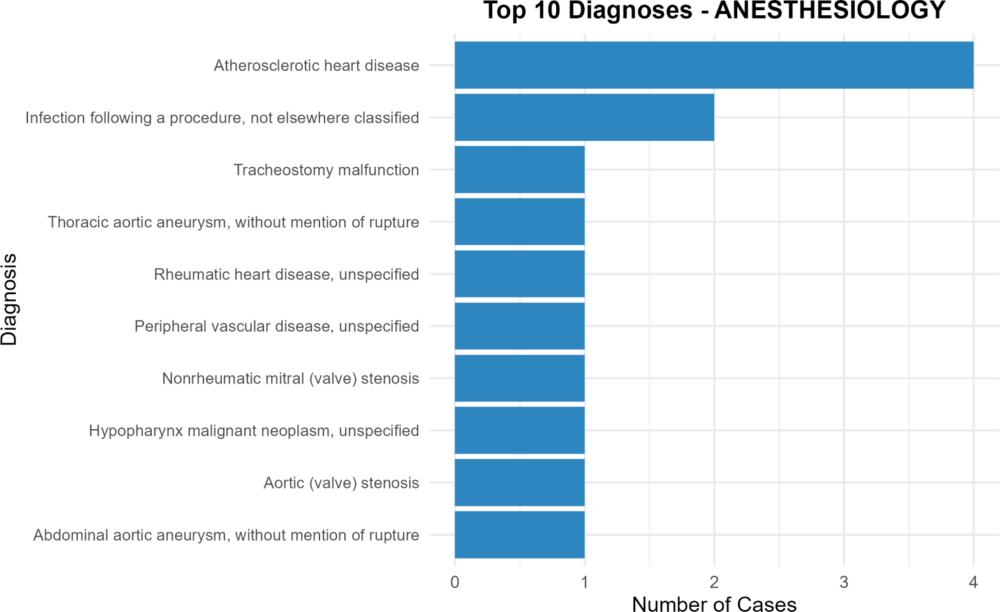 Top 10 Diagnoses - ANESTHESIOLOGY
Atherosclerotic heart disease
Infection following a procedure, not elsewhere classified
Tracheostomy malfunction
Thoracic aortic aneurysm, without mention of rupture
Rheumatic heart disease, unspecified
Peripheral vascular disease, unspecified
Nonrheumatic mitral (valve) stenosis
Hypopharynx malignant neoplasm, unspecified
Aortic (valve) stenosis
Abdominal aortic aneurysm, without mention of rupture
Diagnosis
0 1 2 3 4
Number of Cases